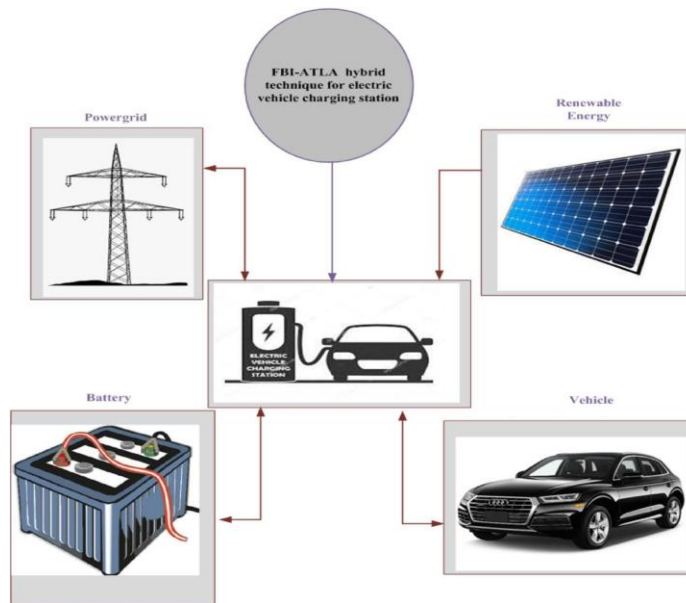 FBI-ATLA hybrid
technique for electric
vehicle charging station
Powergrid
Renewable
Energy
ELECTRIC
VEHICLE
CHARGING
STATION
Battery
Vehicle